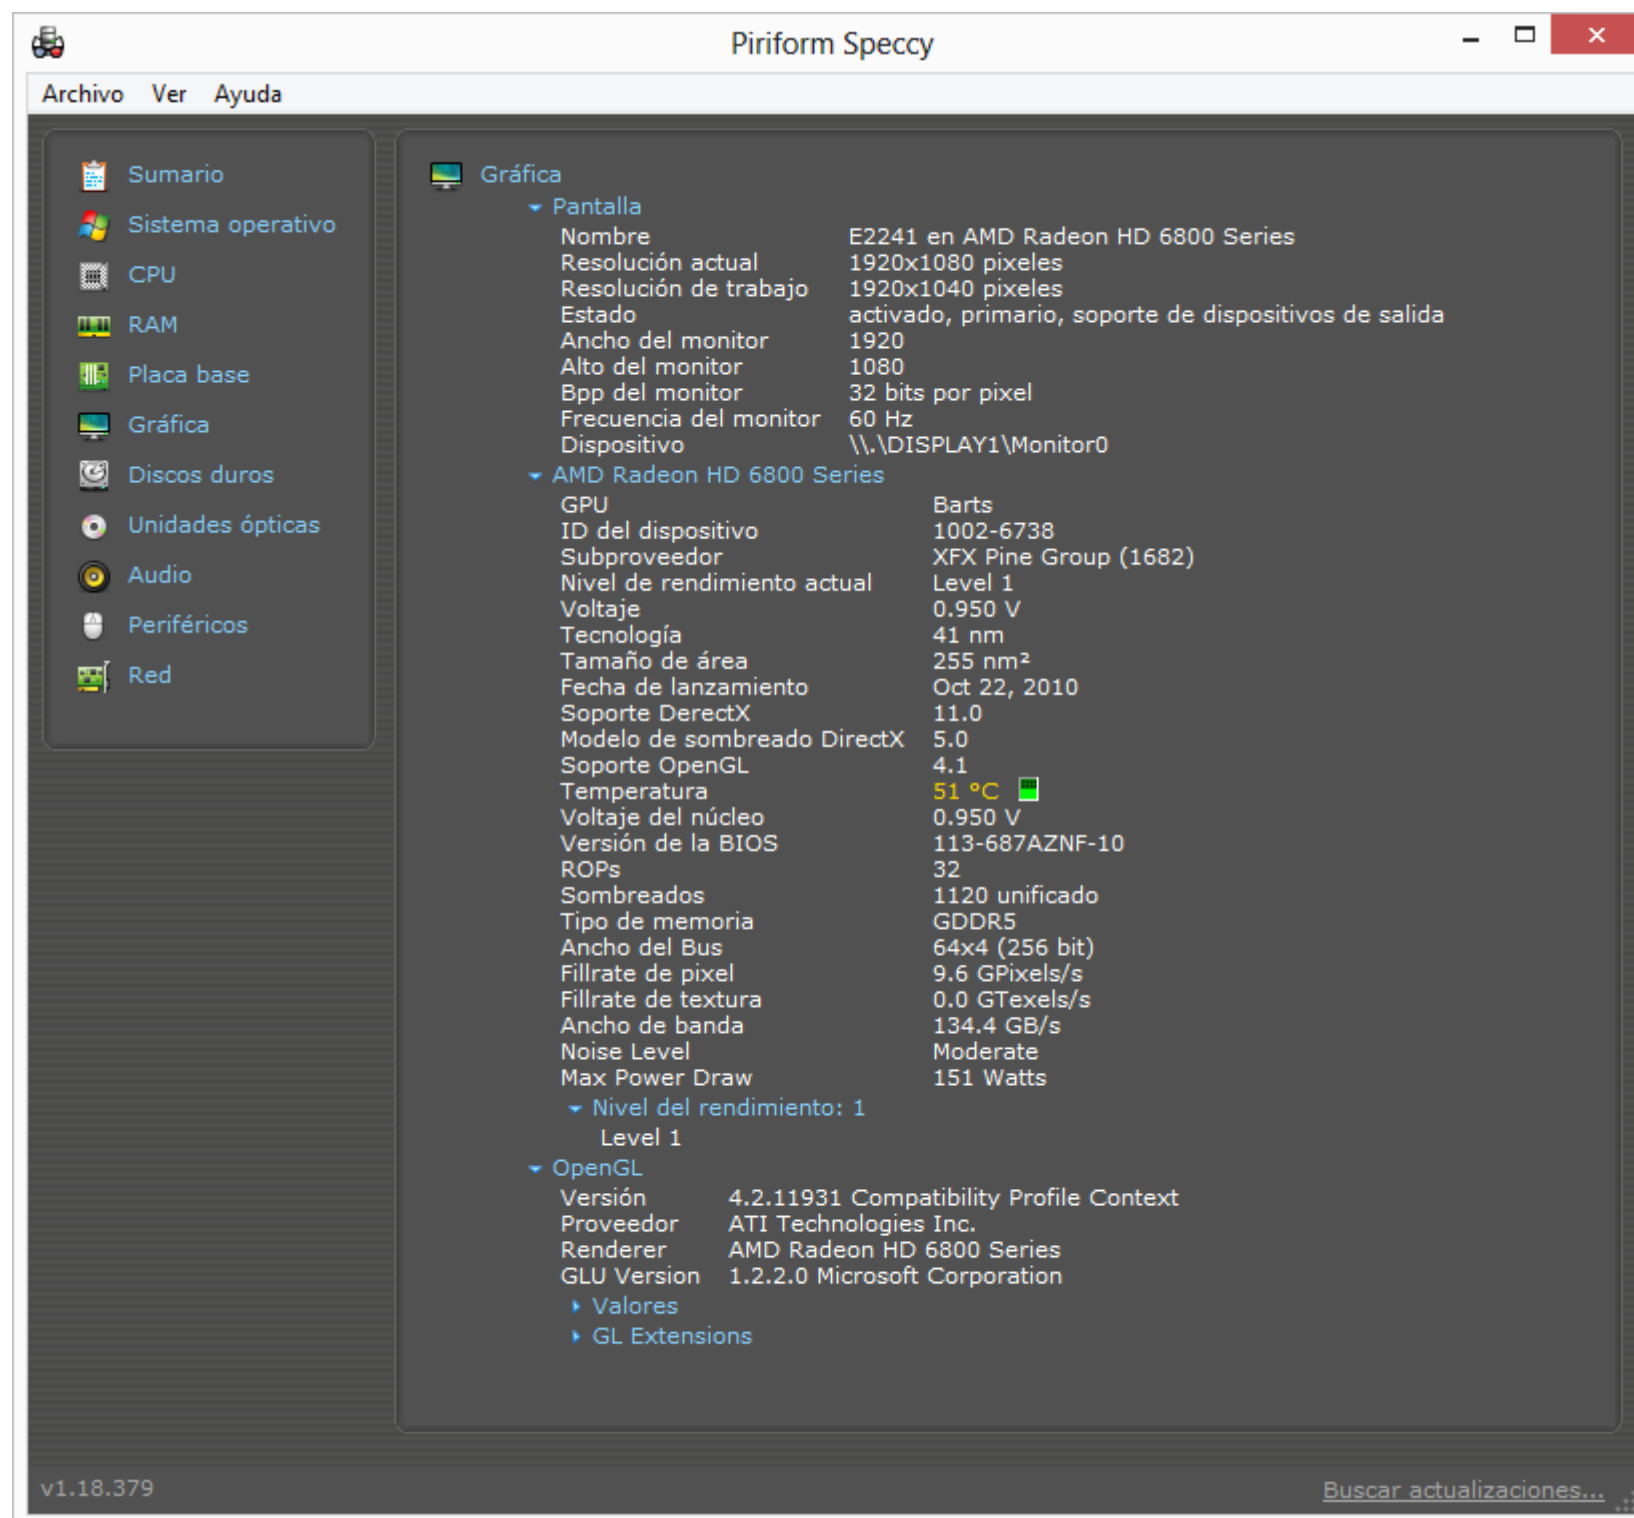 Piriform Speccy
Archivo Ver Ayuda
Sumario
Sistema operativo
CPU
RAM
Placa base
Gráfica
Discos duros
Unidades ópticas
Audio
Periféricos
Red
Gráfica
Pantalla
Nombre E2241 en AMD Radeon HD 6800 Series
Resolución actual 1920x1080 pixeles
Resolución de trabajo 1920x1040 pixeles
Estado activado, primario, soporte de dispositivos de salida
Ancho del monitor 1920
Alto del monitor 1080
Bpp del monitor 32 bits por pixel
Frecuencia del monitor 60 Hz
Dispositivo \\.\DISPLAY1\Monitor0
AMD Radeon HD 6800 Series
GPU Barts
ID del dispositivo 1002-6738
Subproveedor XFX Pine Group (1682)
Nivel de rendimiento actual Level 1
Voltaje 0.950 V
Tecnología 41 nm
Tamaño de área 255 nm²
Fecha de lanzamiento Oct 22, 2010
Soporte DerectX 11.0
Modelo de sombreado DirectX 5.0
Soporte OpenGL 4.1
Temperatura 51 °C
Voltaje del núcleo 0.950 V
Versión de la BIOS 113-687AZNF-10
ROPs 32
Sombreados 1120 unificado
Tipo de memoria GDDR5
Ancho del Bus 64x4 (256 bit)
Fillrate de pixel 9.6 GPixels/s
Fillrate de textura 0.0 GTexels/s
Ancho de banda 134.4 GB/s
Noise Level Moderate
Max Power Draw 151 Watts
Nivel del rendimiento: 1
Level 1
OpenGL
Versión 4.2.11931 Compatibility Profile Context
Proveedor ATI Technologies Inc.
Renderer AMD Radeon HD 6800 Series
GLU Version 1.2.2.0 Microsoft Corporation
Valores
GL Extensions
v1.18.379 Buscar actualizaciones...